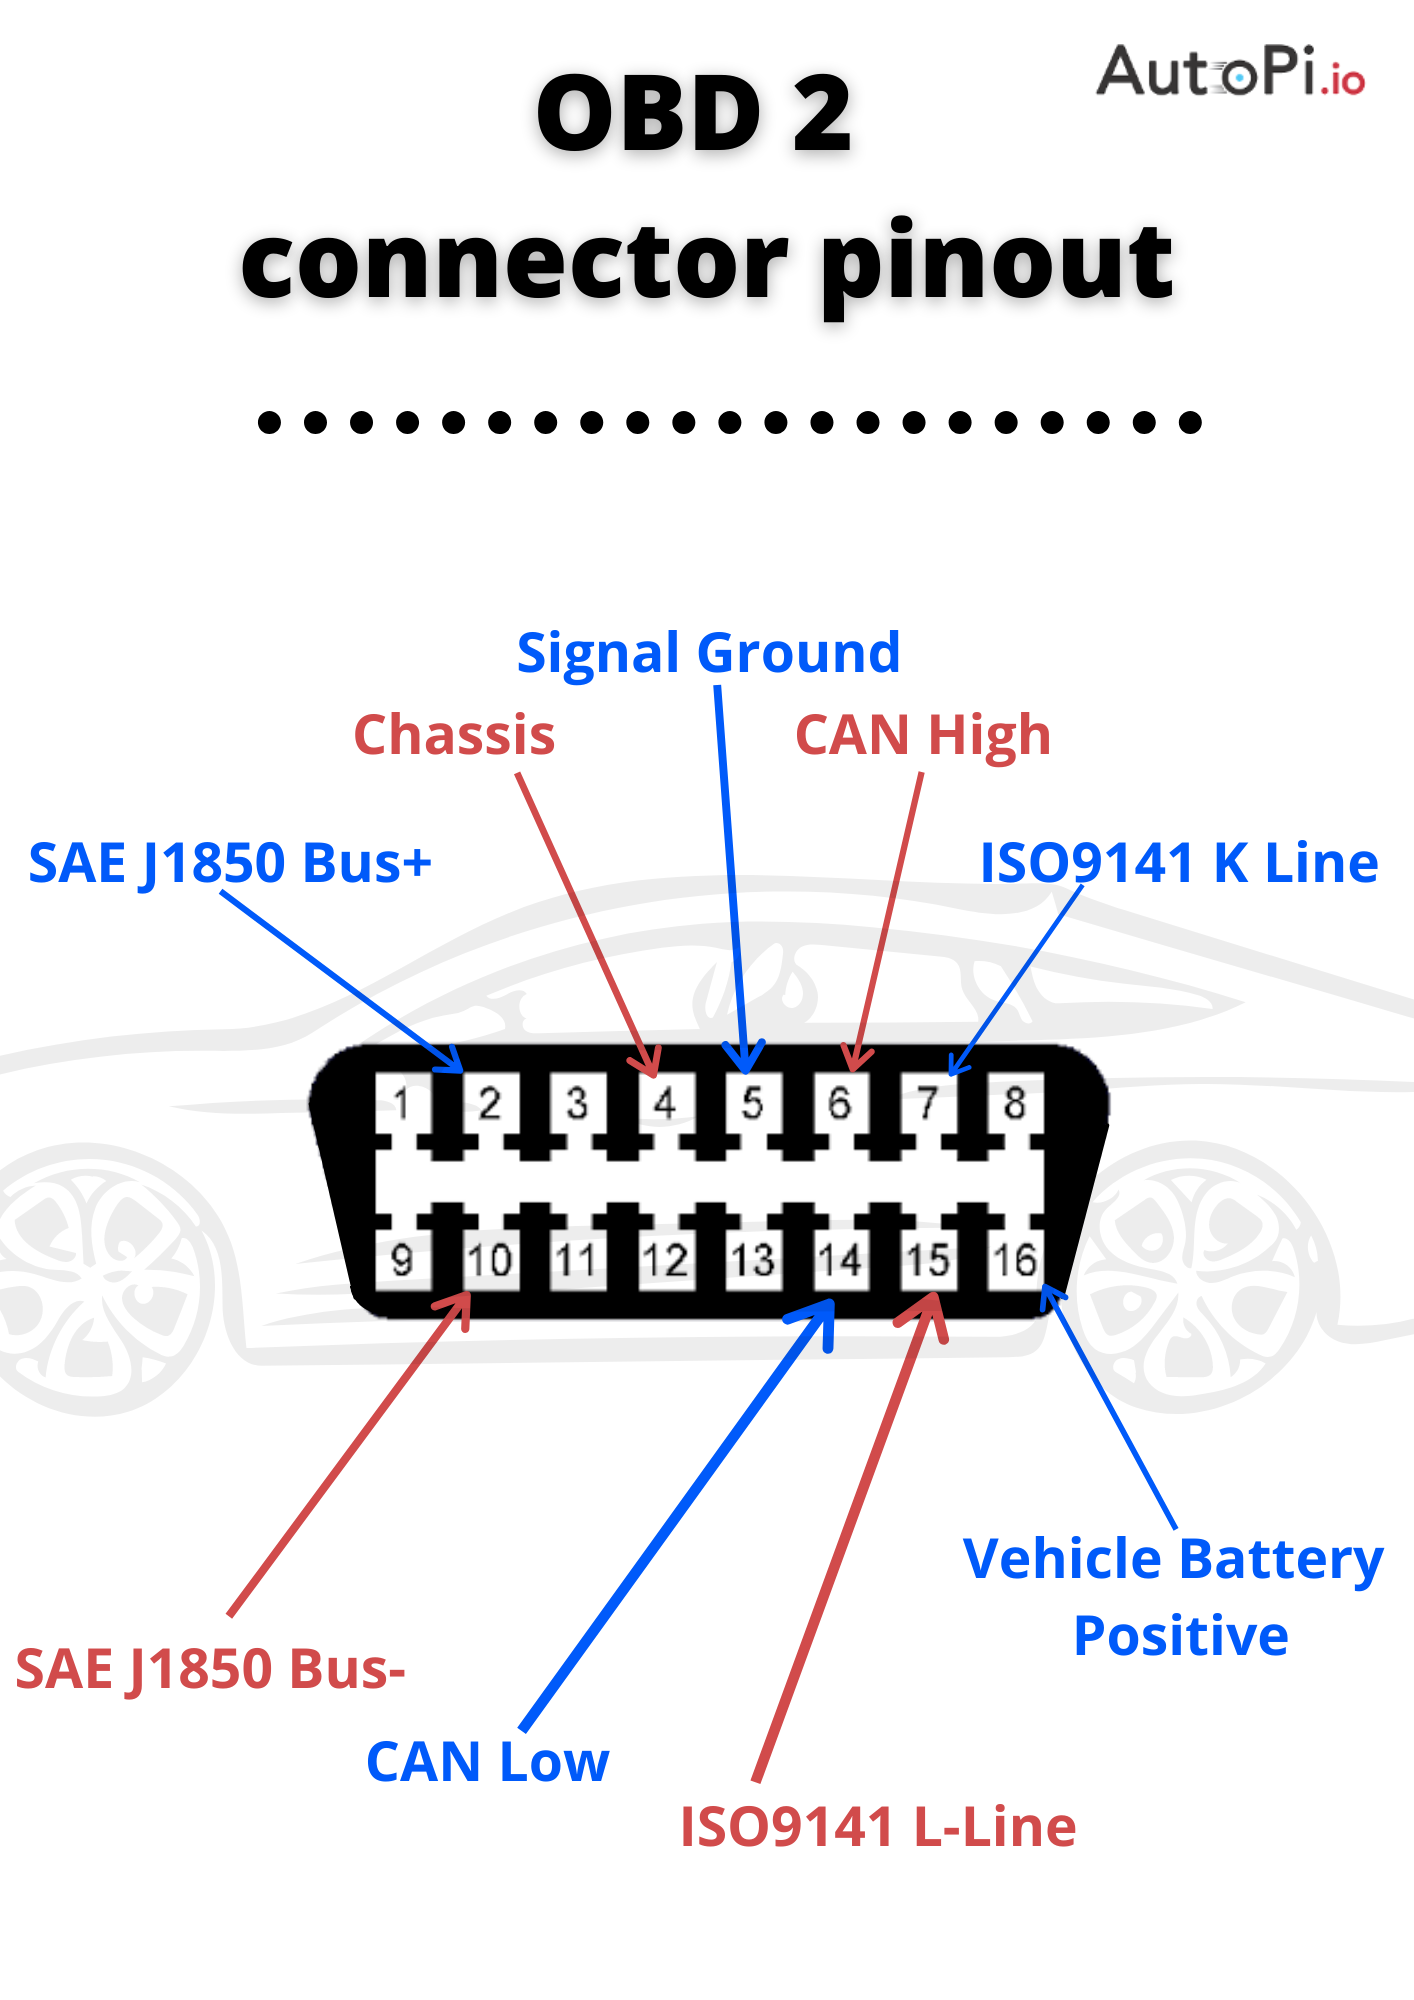 AutoPi.io
OBD 2
connector pinout
Signal Ground
Chassis
CAN High
SAE J1850 Bus+
ISO9141 K Line
1 2 3 4 5 6 7 8
9 10 11 12 13 14 15 16
Vehicle Battery
Positive
SAE J1850 Bus-
CAN Low
ISO9141 L-Line